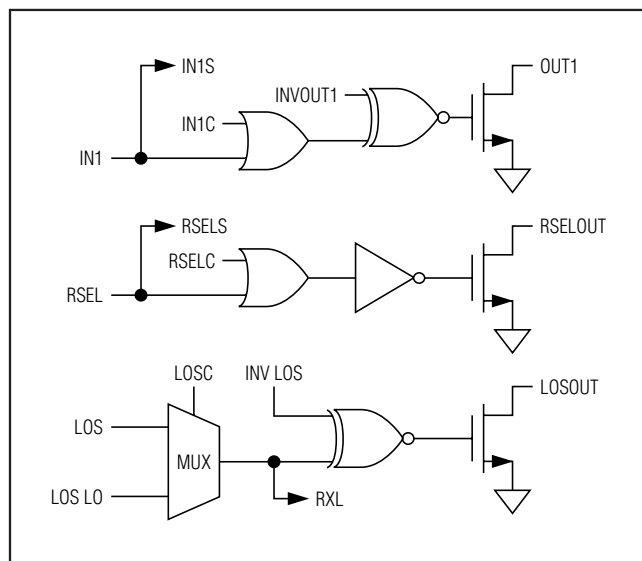 IN1S
OUT1
INVOUT1
IN1C
IN1
RSELS
RSELOUT
RSELC
RSEL
LOSC
INV LOS
LOSOUT
LOS
MUX
LOS LO
RXL